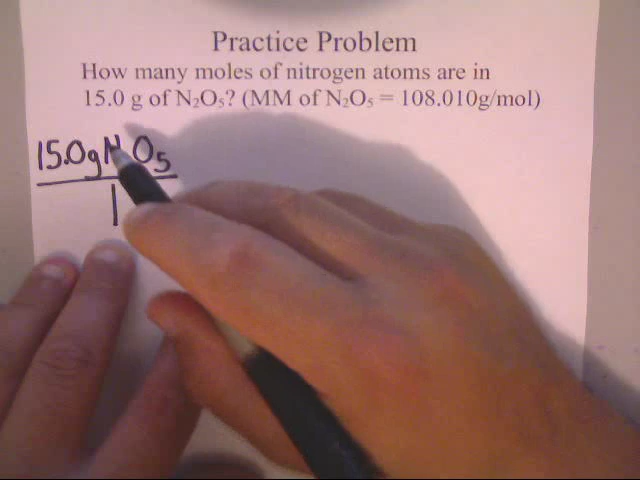 Practice Problem
How many moles of nitrogen atoms are in
15.0 g of N₂O₅? (MM of N₂O₅ = 108.010g/mol)
15.0g N O₅
1